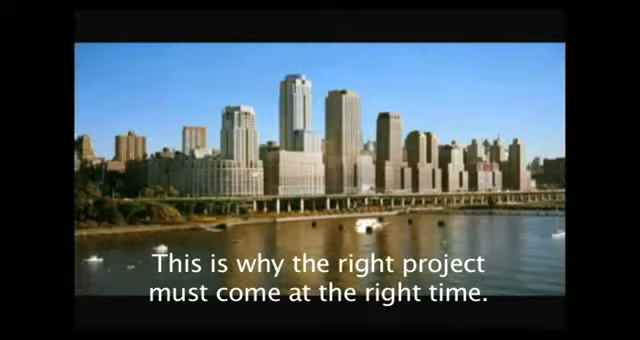 This is why the right project
must come at the right time.